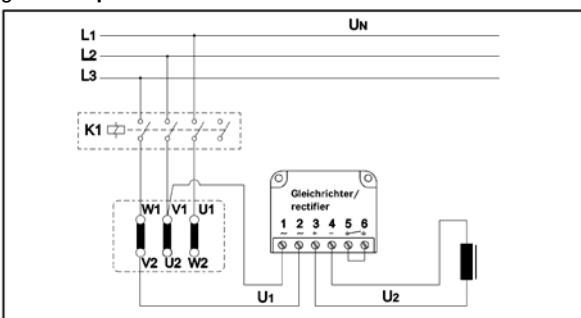 UN
L1
L2
L3
K1
W1 V1 U1
V2 U2 W2
Gleichrichter/
rectifier
1 2 3 4 5 6
~ ~ + -
U1
U2